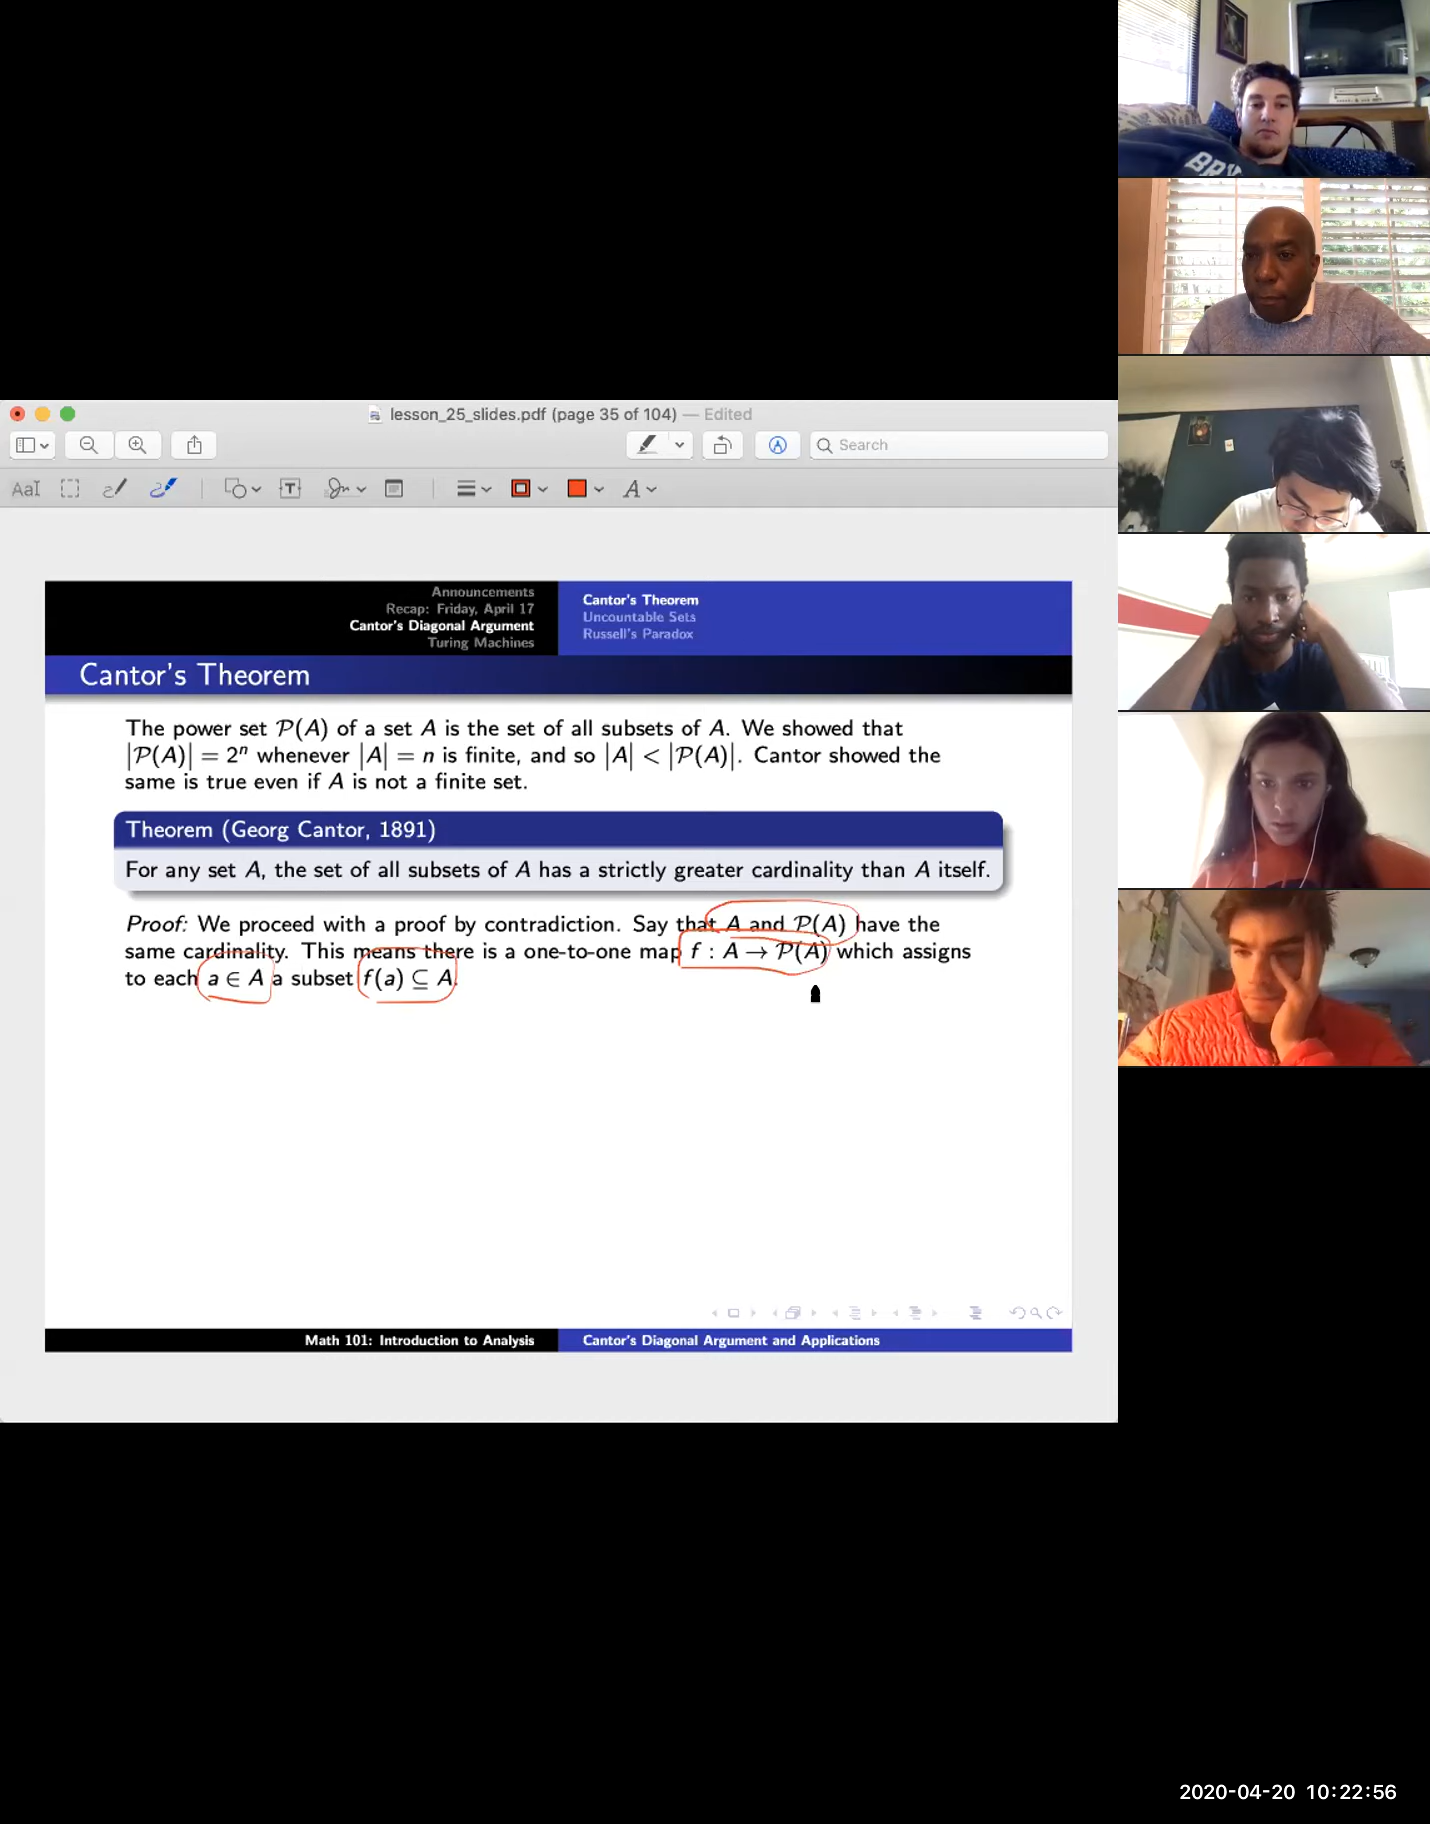 BRY
lesson_25_slides.pdf (page 35 of 104) — Edited
Search
AaI
T
A
Announcements
Recap: Friday, April 17
Cantor's Diagonal Argument
Turing Machines
Cantor's Theorem
Uncountable Sets
Russell's Paradox
Cantor's Theorem
The power set 𝒫(A) of a set A is the set of all subsets of A. We showed that
|𝒫(A)| = 2ⁿ whenever |A| = n is finite, and so |A| < |𝒫(A)|. Cantor showed the
same is true even if A is not a finite set.
Theorem (Georg Cantor, 1891)
For any set A, the set of all subsets of A has a strictly greater cardinality than A itself.
Proof: We proceed with a proof by contradiction. Say that A and 𝒫(A) have the
same cardinality. This means there is a one-to-one map f : A → 𝒫(A) which assigns
to each a ∈ A a subset f(a) ⊆ A.
Math 101: Introduction to Analysis
Cantor's Diagonal Argument and Applications
2020-04-20 10:22:56